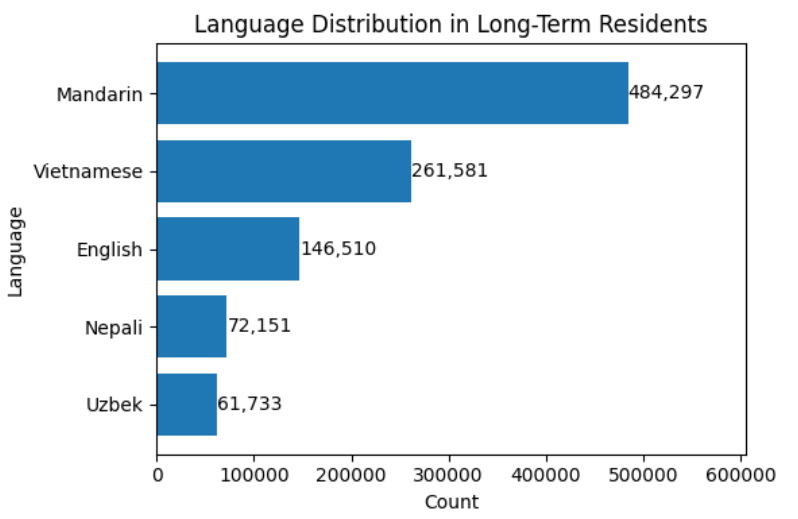 Language Distribution in Long-Term Residents
Mandarin 484,297
Vietnamese 261,581
English 146,510
Nepali 72,151
Uzbek 61,733
Language
0 100000 200000 300000 400000 500000 600000
Count